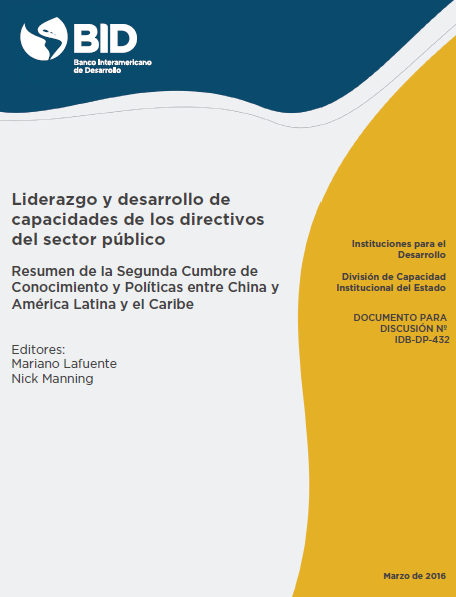 BID
Banco Interamericano
de Desarrollo
Liderazgo y desarrollo de
capacidades de los directivos
del sector público
Resumen de la Segunda Cumbre de
Conocimiento y Políticas entre China y
América Latina y el Caribe
Editores:
Mariano Lafuente
Nick Manning
Instituciones para el
Desarrollo
División de Capacidad
Institucional del Estado
DOCUMENTO PARA
DISCUSIÓN Nº
IDB-DP-432
Marzo de 2016